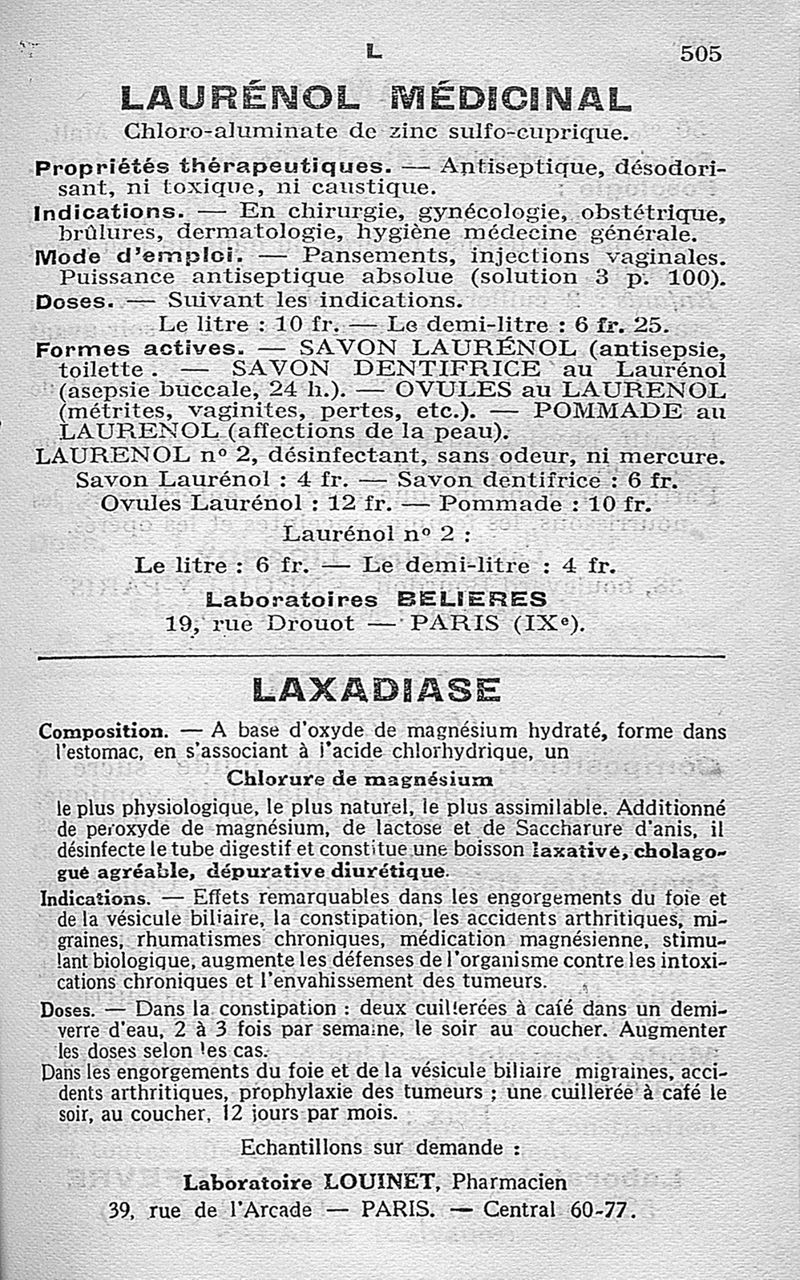 L 505
LAURÉNOL MÉDICINAL
Chloro-aluminate de zinc sulfo-cuprique.
Propriétés thérapeutiques. — Antiseptique, désodori-
sant, ni toxique, ni caustique.
Indications. — En chirurgie, gynécologie, obstétrique,
brûlures, dermatologie, hygiène médecine générale.
Mode d'emploi. — Pansements, injections vaginales.
Puissance antiseptique absolue (solution 3 p. 100).
Doses. — Suivant les indications.
Le litre : 10 fr. — Le demi-litre : 6 fr. 25.
Formes actives. — SAVON LAURÉNOL (antisepsie,
toilette . — SAVON DENTIFRICE au Laurénol
(asepsie buccale, 24 h.). — OVULES au LAURENOL
(métrites, vaginites, pertes, etc.). — POMMADE au
LAURENOL (affections de la peau).
LAURENOL n° 2, désinfectant, sans odeur, ni mercure.
Savon Laurénol : 4 fr. — Savon dentifrice : 6 fr.
Ovules Laurénol : 12 fr. — Pommade : 10 fr.
Laurénol n° 2 :
Le litre : 6 fr. — Le demi-litre : 4 fr.
Laboratoires BELIERES
19, rue Drouot — PARIS (IXe).
LAXADIASE
Composition. — A base d'oxyde de magnésium hydraté, forme dans
l'estomac, en s'associant à l'acide chlorhydrique, un
Chlorure de magnésium
le plus physiologique, le plus naturel, le plus assimilable. Additionné
de peroxyde de magnésium, de lactose et de Saccharure d'anis, il
désinfecte le tube digestif et constitue une boisson laxative, cholago-
gue agréable, dépurative diurétique.
Indications. — Effets remarquables dans les engorgements du foie et
de la vésicule biliaire, la constipation, les accidents arthritiques, mi-
graines, rhumatismes chroniques, médication magnésienne, stimu-
lant biologique, augmente les défenses de l'organisme contre les intoxi-
cations chroniques et l'envahissement des tumeurs.
Doses. — Dans la constipation : deux cuillerées à café dans un demi-
verre d'eau, 2 à 3 fois par semaine, le soir au coucher. Augmenter
les doses selon les cas.
Dans les engorgements du foie et de la vésicule biliaire migraines, acci-
dents arthritiques, prophylaxie des tumeurs ; une cuillerée à café le
soir, au coucher, 12 jours par mois.
Echantillons sur demande :
Laboratoire LOUINET, Pharmacien
39, rue de l'Arcade — PARIS. — Central 60-77.